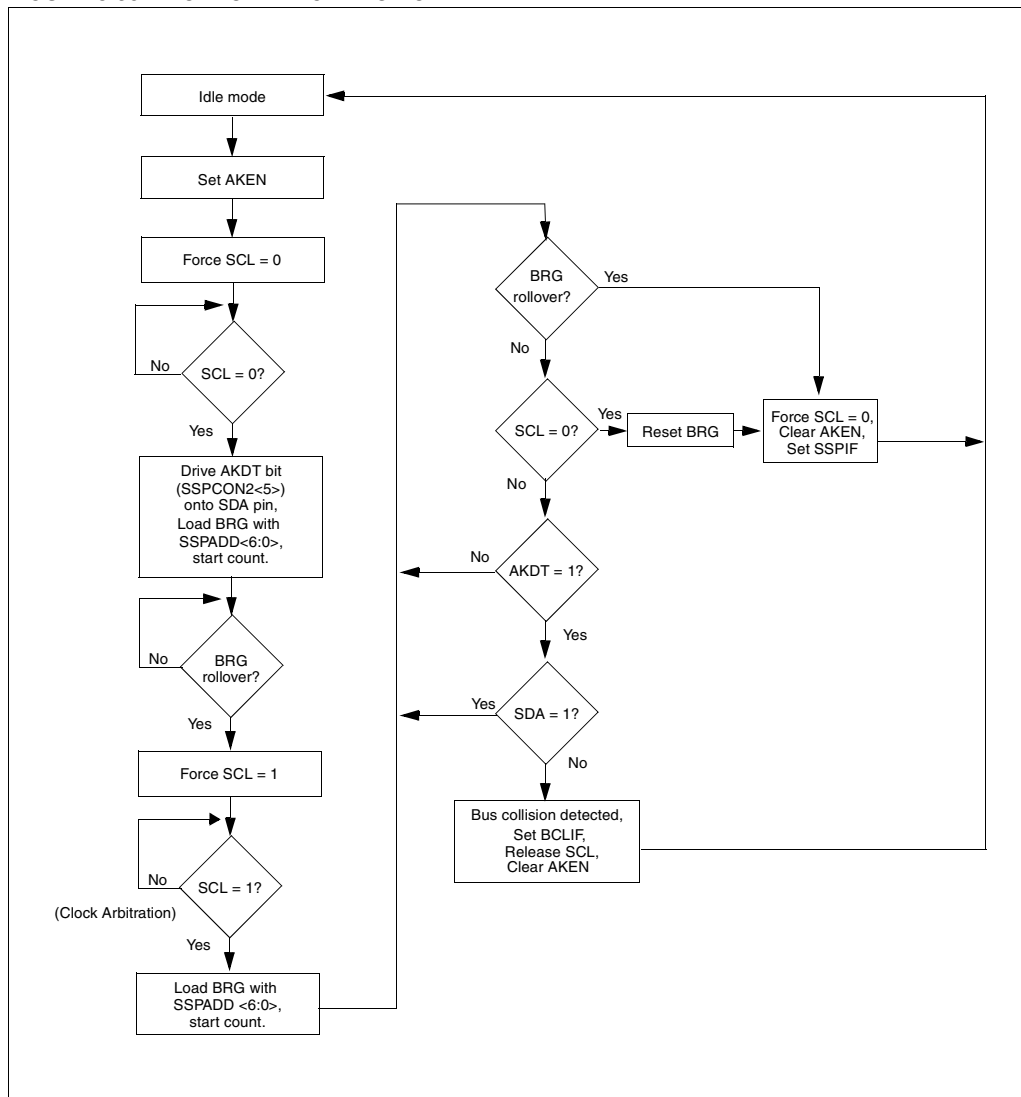 Idle mode
Set AKEN
Force SCL = 0
No
SCL = 0?
Yes
Drive AKDT bit
(SSPCON2<5>)
onto SDA pin,
Load BRG with
SSPADD<6:0>,
start count.
No
BRG
rollover?
Yes
Force SCL = 1
No
SCL = 1?
(Clock Arbitration)
Yes
Load BRG with
SSPADD <6:0>,
start count.
BRG
rollover?
Yes
No
SCL = 0?
Yes
Reset BRG
Force SCL = 0,
Clear AKEN,
Set SSPIF
No
AKDT = 1?
No
Yes
SDA = 1?
Yes
No
Bus collision detected,
Set BCLIF,
Release SCL,
Clear AKEN